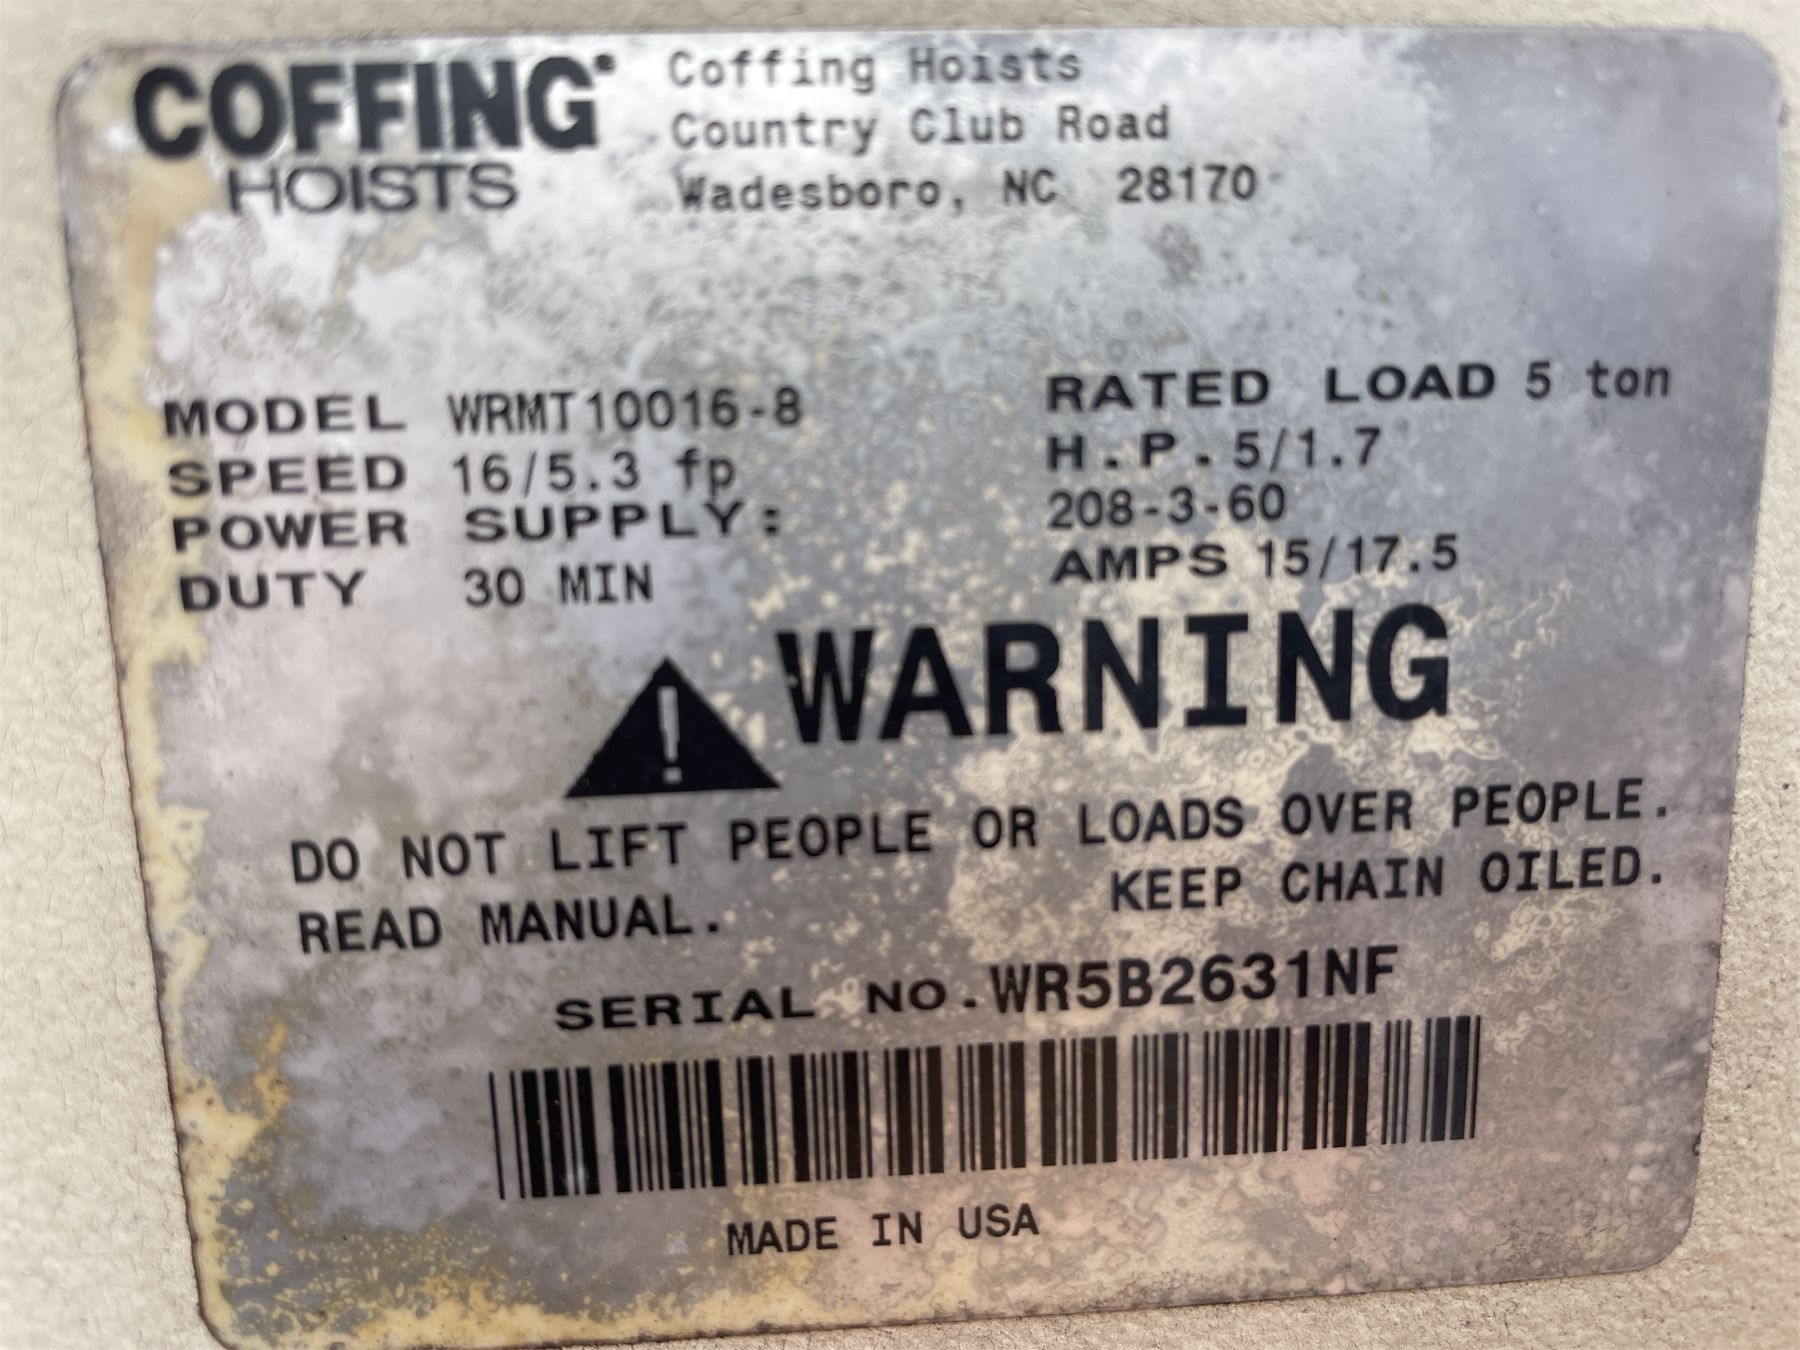 COFFING
HOISTS
Coffing Hoists
Country Club Road
Wadesboro, NC 28170
MODEL WRMT10016-8
RATED LOAD 5 ton
SPEED 16/5.3 fp
H.P. 5/1.7
POWER SUPPLY:
208-3-60
DUTY 30 MIN
AMPS 15/17.5
WARNING
DO NOT LIFT PEOPLE OR LOADS OVER PEOPLE.
READ MANUAL. KEEP CHAIN OILED.
SERIAL NO. WR5B2631NF
MADE IN USA